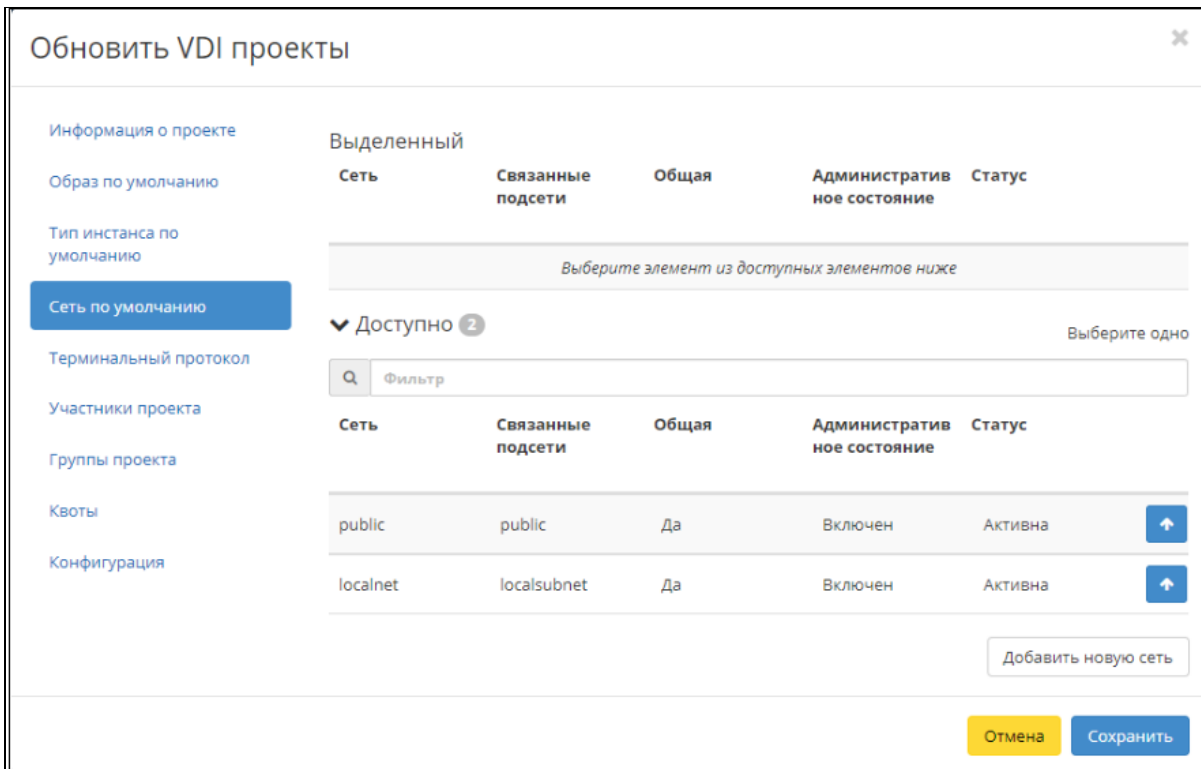 Обновить VDI проекты
×
Информация о проекте
Образ по умолчанию
Тип инстанса по
умолчанию
Сеть по умолчанию
Терминальный протокол
Участники проекта
Группы проекта
Квоты
Конфигурация
Выделенный
Сеть Связанные Общая Административ Статус
подсети ное состояние
Выберите элемент из доступных элементов ниже
Доступно 2
Выберите одно
Фильтр
Сеть Связанные Общая Административ Статус
подсети ное состояние
public public Да Включен Активна
localnet localsubnet Да Включен Активна
Добавить новую сеть
Отмена Сохранить